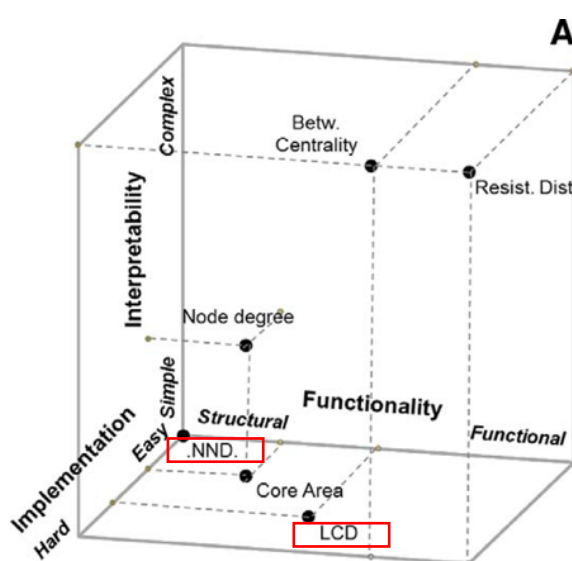 A
Complex
Betw.
Centrality
Resist. Dist
Interpretability
Node degree
Simple
Structural
Functionality
Functional
Implementation
Easy
.NND.
Core Area
LCD
Hard